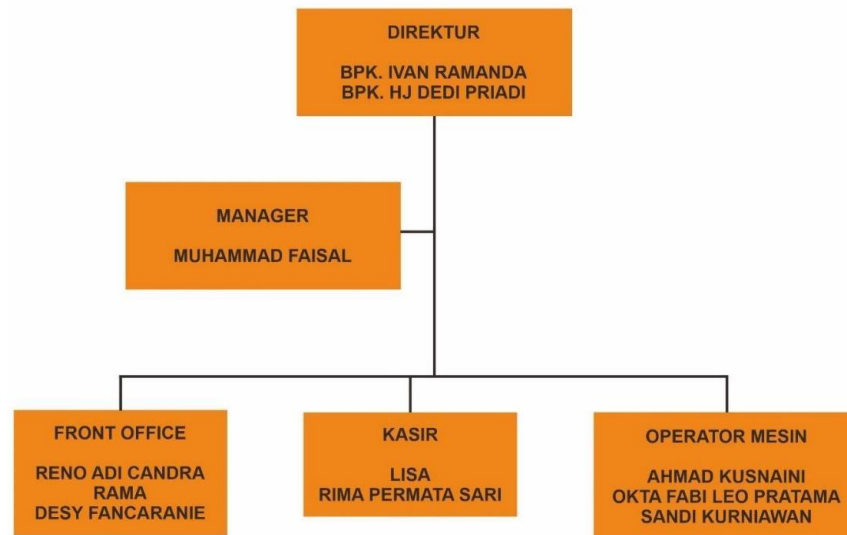 DIREKTUR
BPK. IVAN RAMANDA
BPK. HJ DEDI PRIADI
MANAGER
MUHAMMAD FAISAL
FRONT OFFICE
RENO ADI CANDRA
RAMA
DESY FANCARANIE
KASIR
LISA
RIMA PERMATA SARI
OPERATOR MESIN
AHMAD KUSNAINI
OKTA FABI LEO PRATAMA
SANDI KURNIAWAN